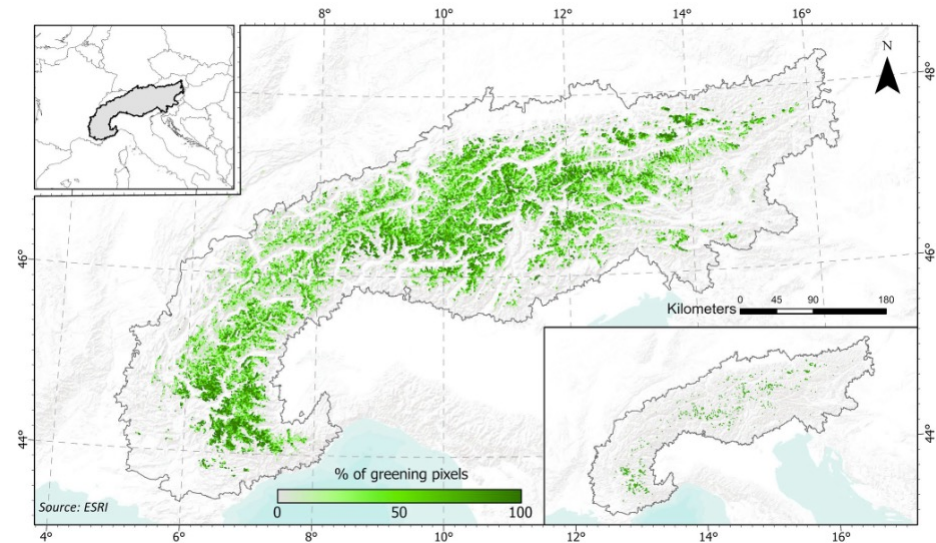 8° 10° 12° 14° 16°
N
48°
46°
46°
Kilometers 0 45 90 180
44°
44°
% of greening pixels
0 50 100
Source: ESRI
4° 6° 8° 10° 12° 14° 16°